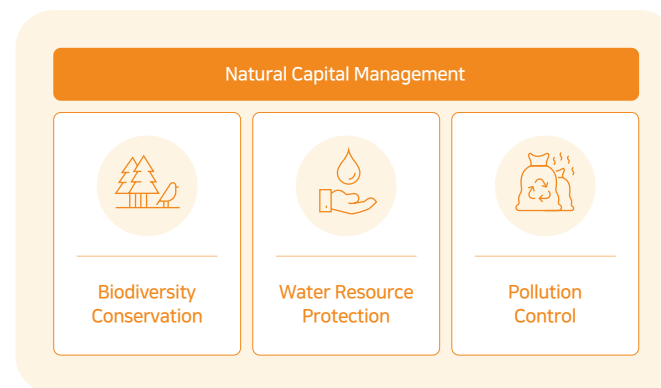 Natural Capital Management
Biodiversity
Conservation
Water Resource
Protection
Pollution
Control